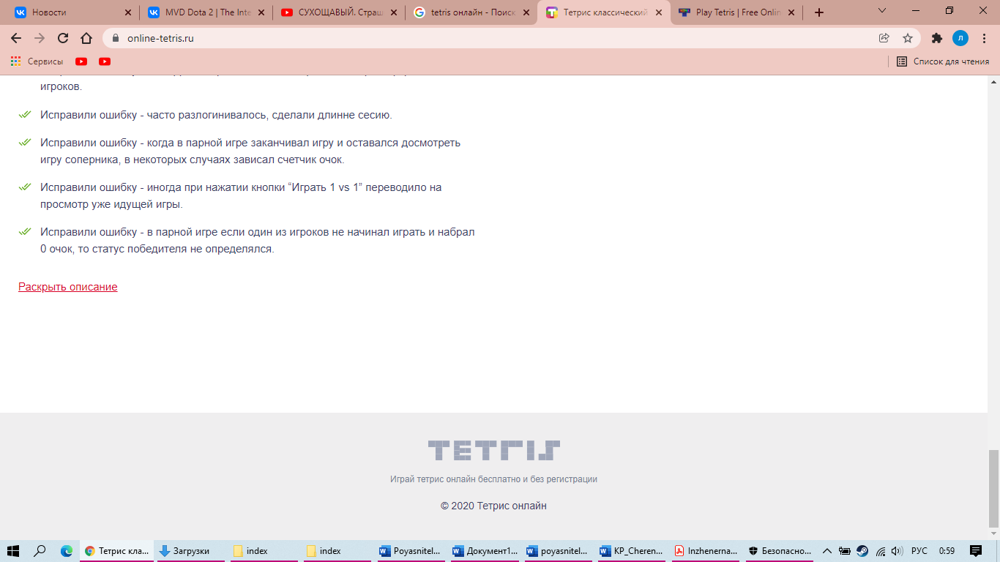 Новости
MVD Dota 2 | The Inte
СУХОЩАВЫЙ. Страш
tetris онлайн - Поиск
Тетрис классический
Play Tetris | Free Onlin
online-tetris.ru
Л
Сервисы
Список для чтения
игроков.
Исправили ошибку - часто разлогинивалось, сделали длинне сесию.
Исправили ошибку - когда в парной игре заканчивал игру и оставался досмотреть
игру соперника, в некоторых случаях зависал счетчик очок.
Исправили ошибку - иногда при нажатии кнопки “Играть 1 vs 1” переводило на
просмотр уже идущей игры.
Исправили ошибку - в парной игре если один из игроков не начинал играть и набрал
0 очок, то статус победителя не определялся.
Раскрыть описание
TETRIS
Играй тетрис онлайн бесплатно и без регистрации
© 2020 Тетрис онлайн
Тетрис кла...
Загрузки
index
index
Poyasnitel...
Документ1...
poyasnitel...
KP_Cheren...
Inzhenerna...
Безопасно...
РУС
0:59